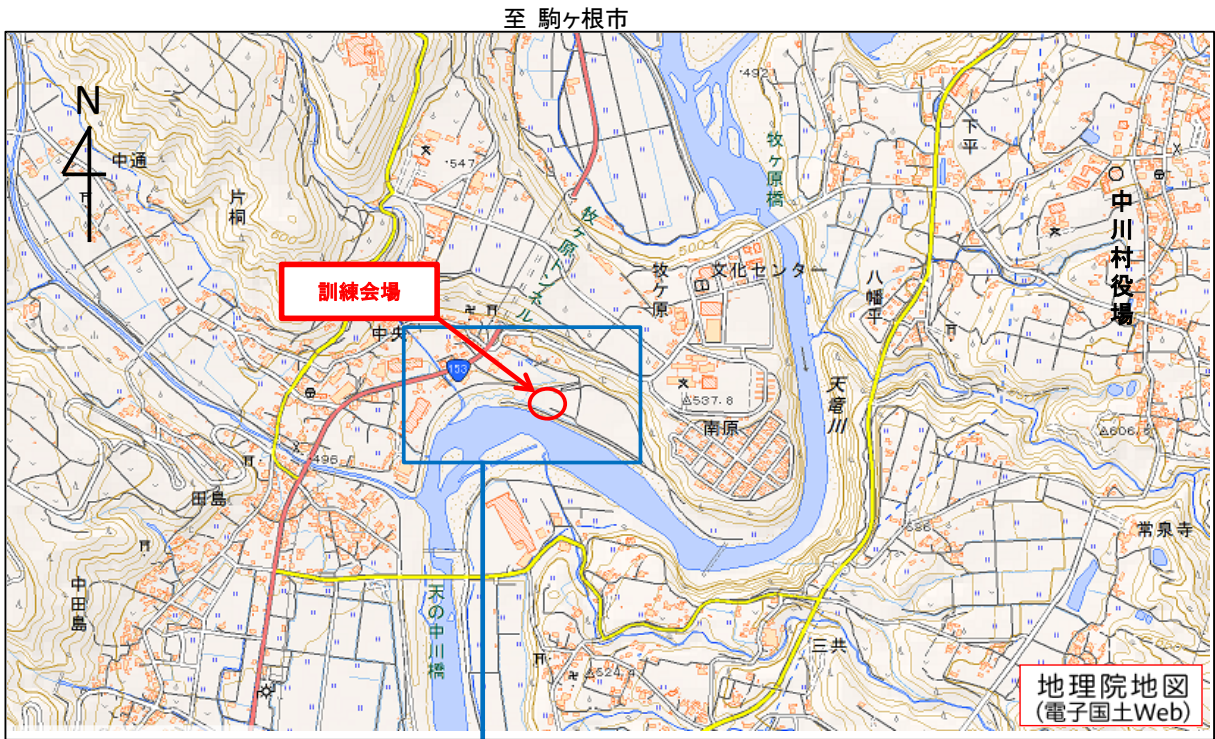 至 駒ヶ根市
N
中通
片桐
547
牧ヶ原トンネル
492
牧ヶ原橋
下平
中川村役場
訓練会場
中央
153
牧ケ原
文化センター
八幡平
537.8
南原
天竜川
606.5
496
田島
536
常泉寺
中田島
天の中川橋
524.4
三共
500
地理院地図
(電子国土Web)